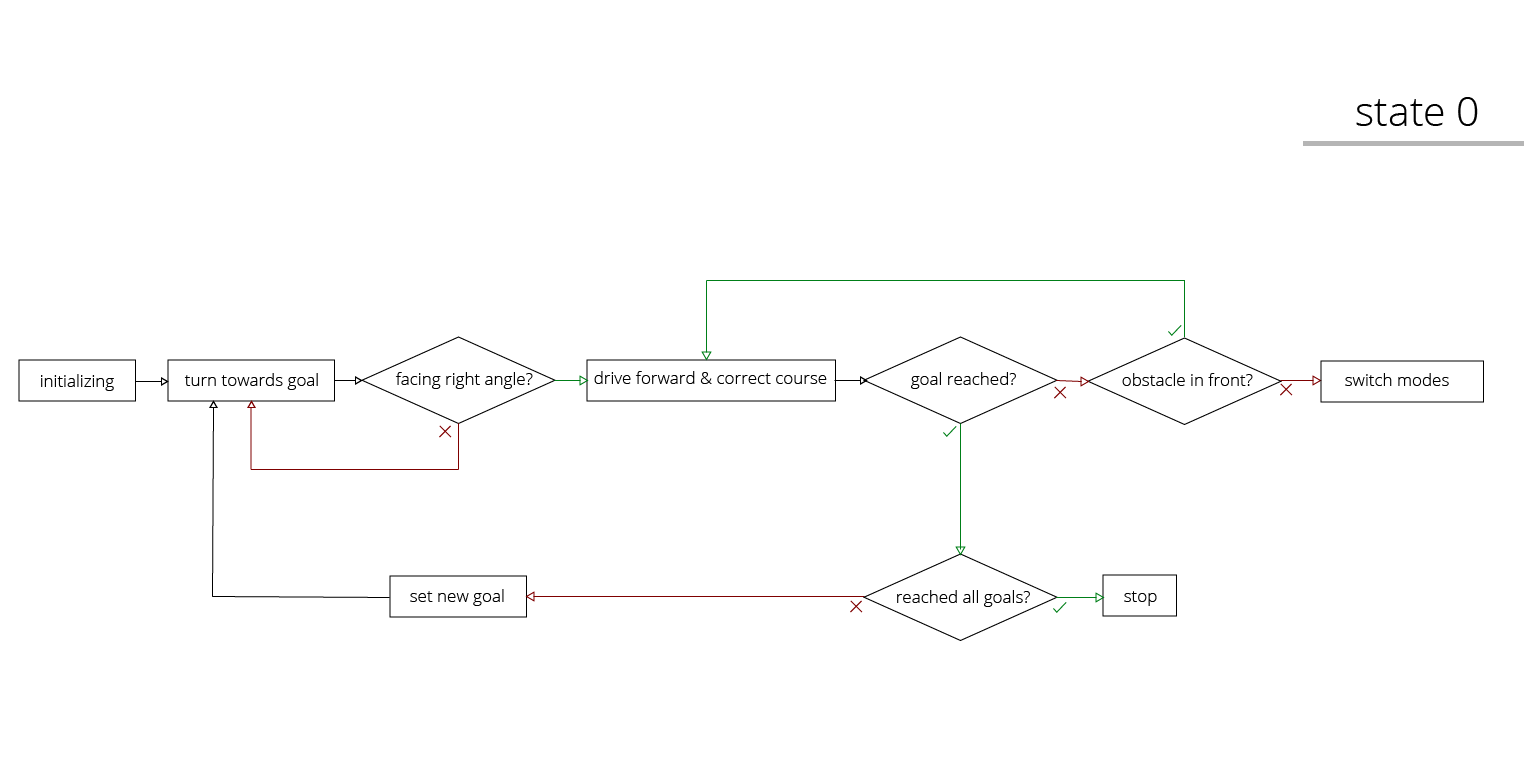 state 0
initializing
turn towards goal
facing right angle?
drive forward & correct course
goal reached?
obstacle in front?
switch modes
set new goal
reached all goals?
stop